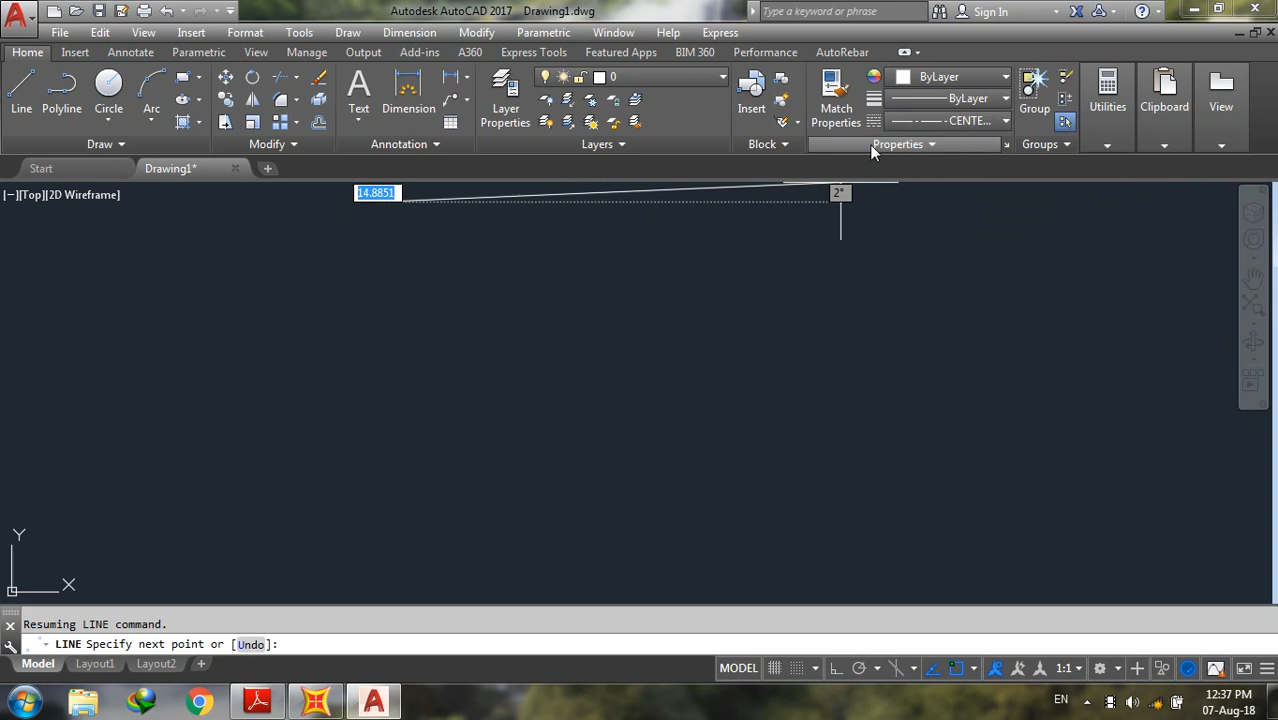 Autodesk AutoCAD 2017 Drawing1.dwg
Type a keyword or phrase
Sign In
File Edit View Insert Format Tools Draw Dimension Modify Parametric Window Help Express
Home Insert Annotate Parametric View Manage Output Add-ins A360 Express Tools Featured Apps BIM 360 Performance AutoRebar
Line Polyline Circle Arc
Text Dimension
Layer Properties
0
Insert
Match Properties
ByLayer
ByLayer
CENTE...
Group
Utilities Clipboard View
Draw Modify Annotation Layers Block Properties Groups
Start Drawing1*
[−][Top][2D Wireframe]
14.8851
2°
Y
X
Resuming LINE command.
LINE Specify next point or [Undo]:
Model Layout1 Layout2
MODEL 1:1
EN
12:37 PM
07-Aug-18